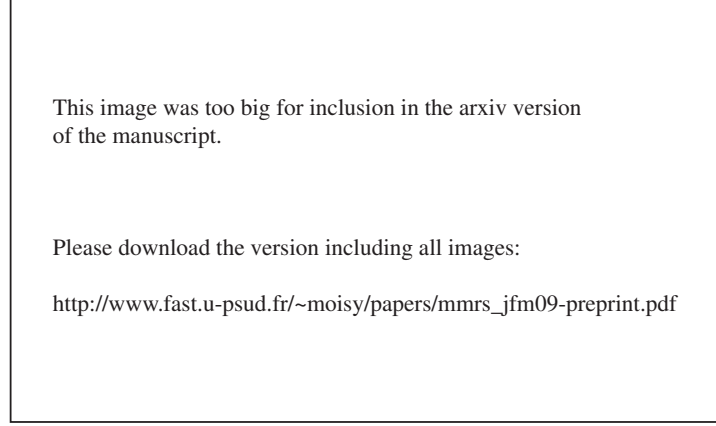 This image was too big for inclusion in the arxiv version
of the manuscript.
Please download the version including all images:
http://www.fast.u-psud.fr/~moisy/papers/mmrs_jfm09-preprint.pdf